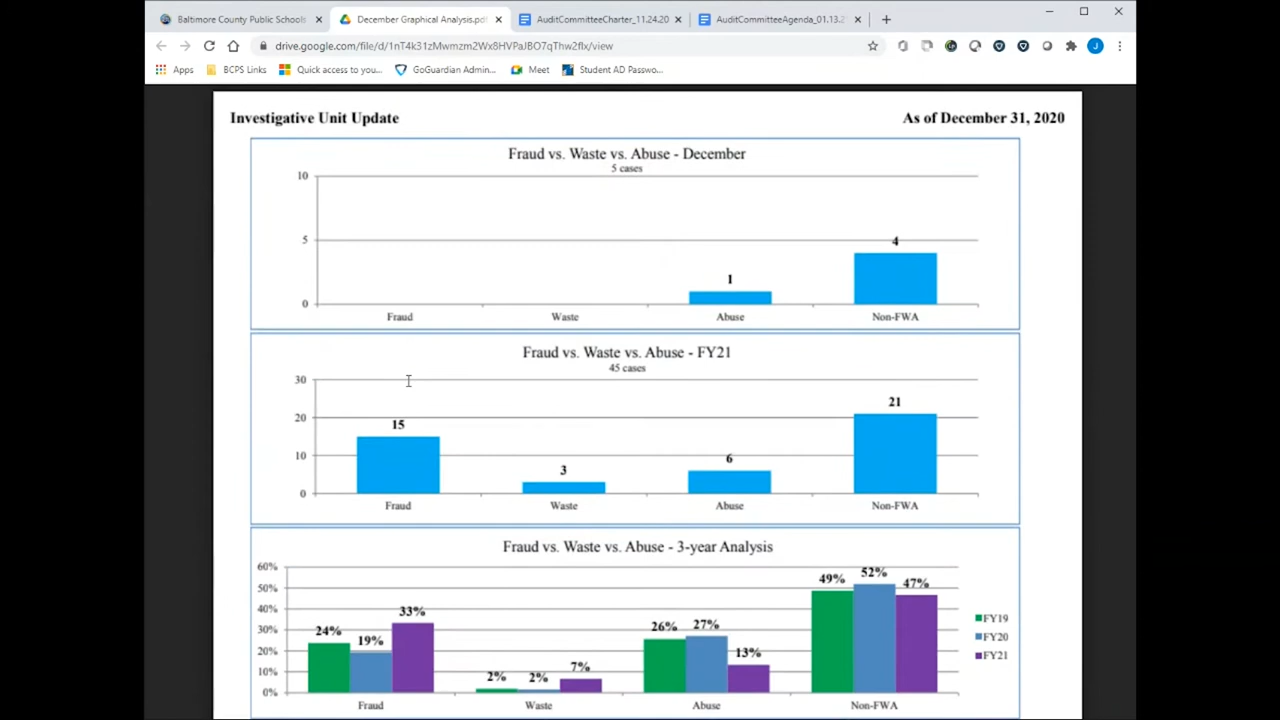 Baltimore County Public Schools
December Graphical Analysis.pdf
AuditCommitteeCharter_11.24.20
AuditCommitteeAgenda_01.13.2
drive.google.com/file/d/1nT4k31zMwmzm2Wx8HVPaJBO7qThw2flx/view
J
Apps
BCPS Links
Quick access to you...
GoGuardian Admin...
Meet
Student AD Passwo...
Investigative Unit Update
As of December 31, 2020
Fraud vs. Waste vs. Abuse - December
5 cases
10
5
0
1
4
Fraud
Waste
Abuse
Non-FWA
Fraud vs. Waste vs. Abuse - FY21
45 cases
30
20
10
0
15
3
6
21
Fraud
Waste
Abuse
Non-FWA
Fraud vs. Waste vs. Abuse - 3-year Analysis
60%
50%
40%
30%
20%
10%
0%
24%
19%
33%
2%
2%
7%
26%
27%
13%
49%
52%
47%
FY19
FY20
FY21
Fraud
Waste
Abuse
Non-FWA